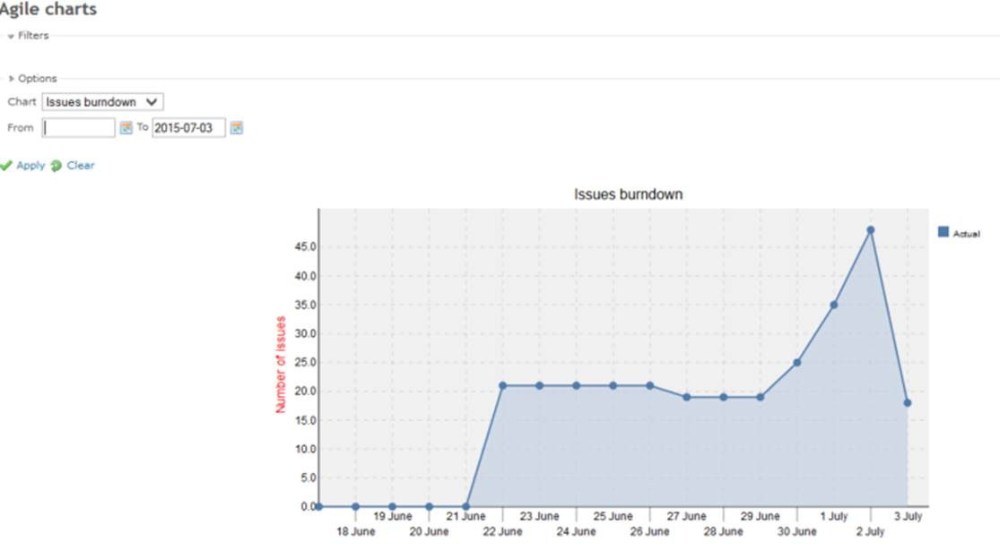 Agile charts
Filters
Options
Chart Issues burndown
From To 2015-07-03
Apply Clear
Issues burndown
Actual
Number of issues
45.0
40.0
35.0
30.0
25.0
20.0
15.0
10.0
5.0
0.0
19 June 21 June 23 June 25 June 27 June 29 June 1 July 3 July
18 June 20 June 22 June 24 June 26 June 28 June 30 June 2 July